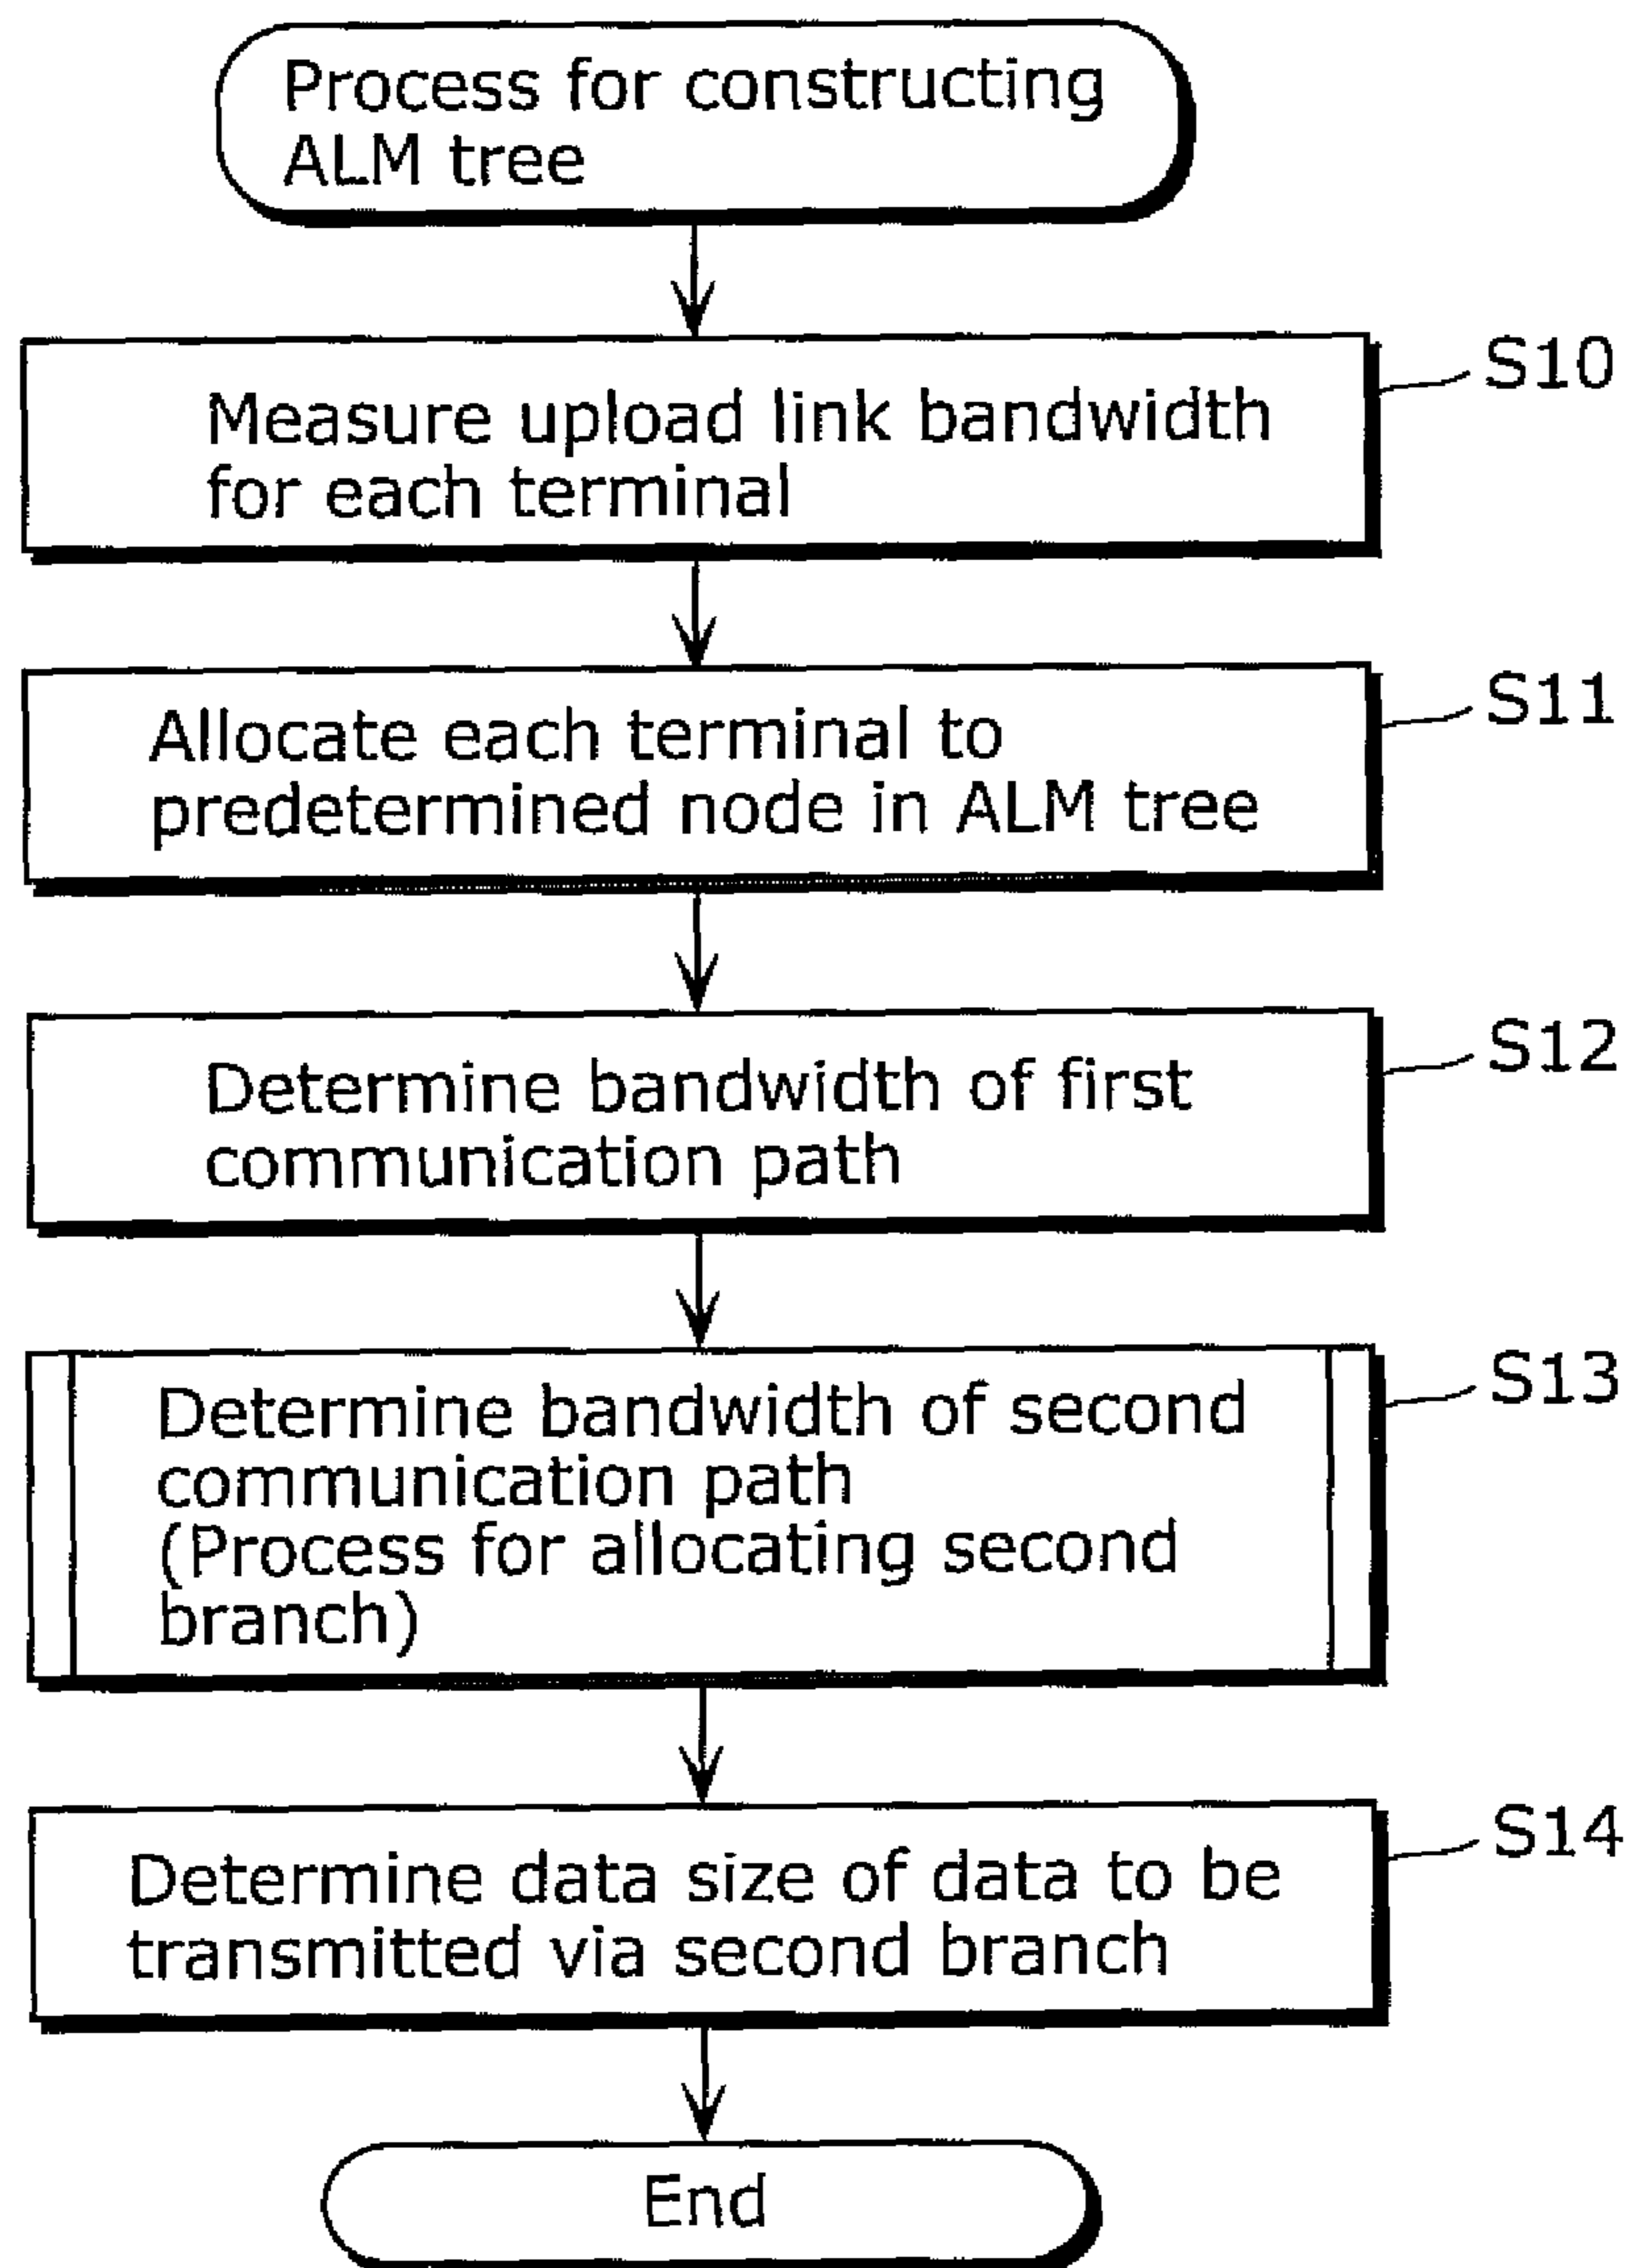 Process for constructing
ALM tree
S10
Measure upload link bandwidth
for each terminal
S11
Allocate each terminal to
predetermined node in ALM tree
S12
Determine bandwidth of first
communication path
S13
Determine bandwidth of second
communication path
(Process for allocating second
branch)
S14
Determine data size of data to be
transmitted via second branch
End